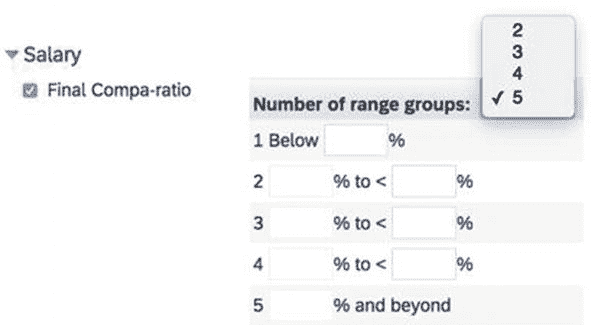 Salary
Final Compa-ratio
2
3
4
✓ 5
Number of range groups:
1 Below %
2 % to < %
3 % to < %
4 % to < %
5 % and beyond